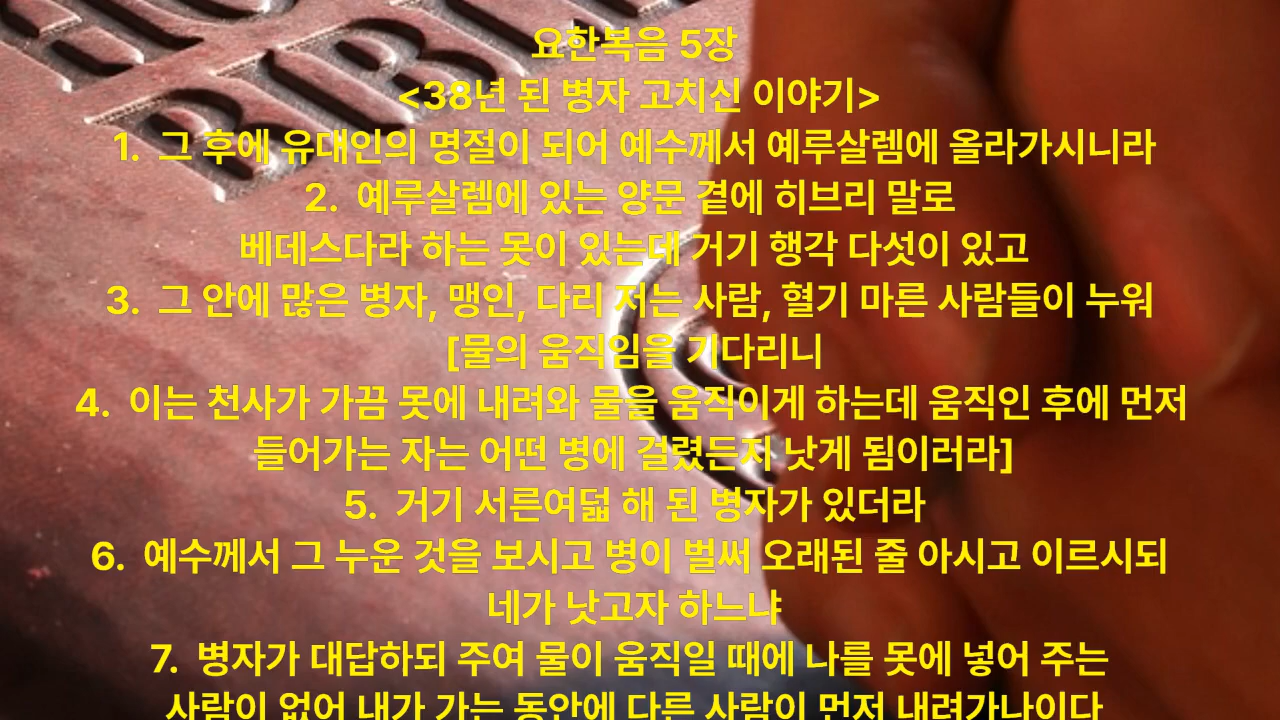 HO
BIBL
요한복음 5장
<38년 된 병자 고치신 이야기>
1. 그 후에 유대인의 명절이 되어 예수께서 예루살렘에 올라가시니라
2. 예루살렘에 있는 양문 곁에 히브리 말로
베데스다라 하는 못이 있는데 거기 행각 다섯이 있고
3. 그 안에 많은 병자, 맹인, 다리 저는 사람, 혈기 마른 사람들이 누워
[물의 움직임을 기다리니
4. 이는 천사가 가끔 못에 내려와 물을 움직이게 하는데 움직인 후에 먼저
들어가는 자는 어떤 병에 걸렸든지 낫게 됨이러라]
5. 거기 서른여덟 해 된 병자가 있더라
6. 예수께서 그 누운 것을 보시고 병이 벌써 오래된 줄 아시고 이르시되
네가 낫고자 하느냐
7. 병자가 대답하되 주여 물이 움직일 때에 나를 못에 넣어 주는
사람이 없어 내가 가는 동안에 다른 사람이 먼저 내려가나이다